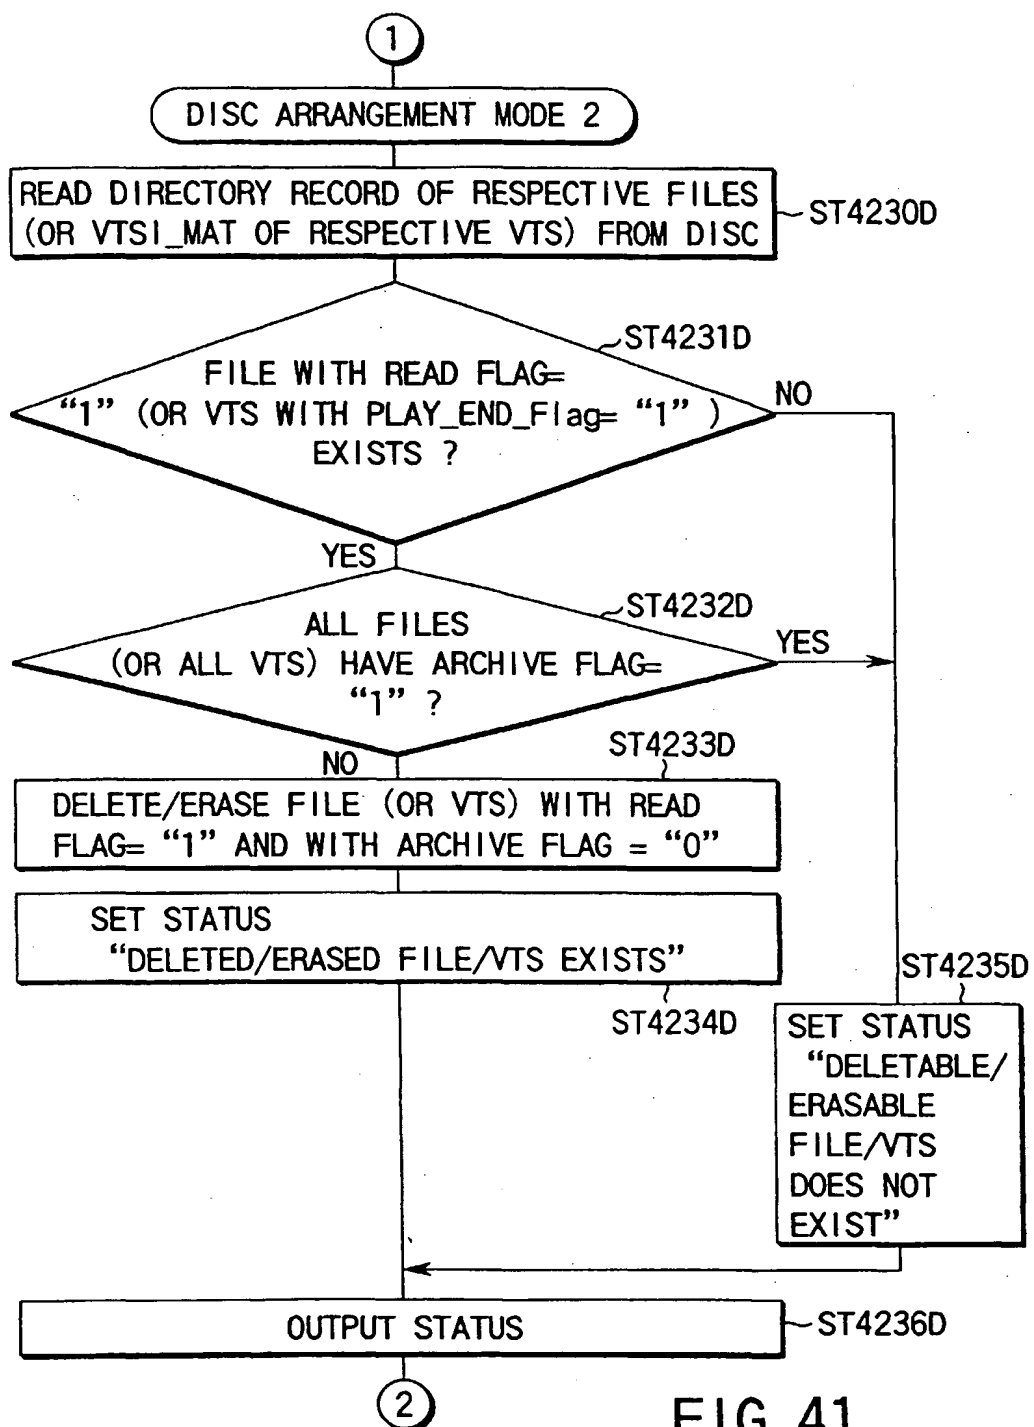 1
DISC ARRANGEMENT MODE 2
READ DIRECTORY RECORD OF RESPECTIVE FILES
(OR VTSI_MAT OF RESPECTIVE VTS) FROM DISC
ST4230D
ST4231D
FILE WITH READ FLAG=
“1” (OR VTS WITH PLAY_END_Flag= “1” )
EXISTS ?
NO
YES
ST4232D
ALL FILES
(OR ALL VTS) HAVE ARCHIVE FLAG=
“1” ?
YES
NO
ST4233D
DELETE/ERASE FILE (OR VTS) WITH READ
FLAG= “1” AND WITH ARCHIVE FLAG = “0”
SET STATUS
“DELETED/ERASED FILE/VTS EXISTS”
ST4234D
ST4235D
SET STATUS
“DELETABLE/
ERASABLE
FILE/VTS
DOES NOT
EXIST”
OUTPUT STATUS
ST4236D
2
FIG. 41